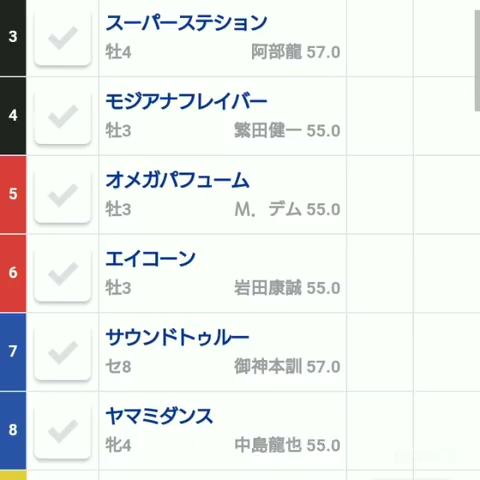 3
スーパーステション
牡4 阿部龍 57.0
4
モジアナフレイバー
牡3 繁田健一 55.0
5
オメガパフューム
牡3 M．デム 55.0
6
エイコーン
牡3 岩田康誠 55.0
7
サウンドトゥルー
セ8 御神本訓 57.0
8
ヤマミダンス
牝4 中島龍也 55.0